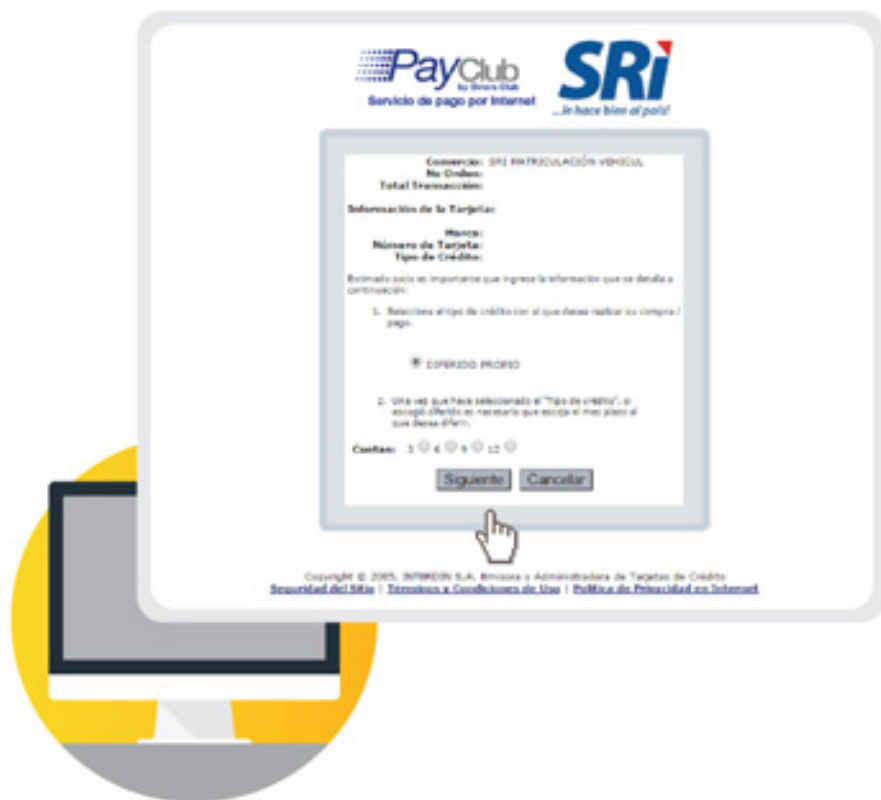 PayClub
by Diners Club
Servicio de pago por Internet
SRi
...le hace bien al país!
Comercio: SRI MATRICULACIÓN VEHICUL
No Orden:
Total Transacción:
Información de la Tarjeta:
Marca:
Número de Tarjeta:
Tipo de Crédito:
Estimado socio es importante que ingrese la información que se detalla a
continuación:
1. Seleccione el tipo de crédito con el que desea realizar su compra /
pago.
DIFERIDO PROPIO
2. Una vez que haya seleccionado el "Tipo de crédito", si
escogió diferido es necesario que escoja el mes plazo al
que desea diferir.
Cuotas: 3 6 9 12
Siguiente Cancelar
Copyright © 2005, INTERDIN S.A. Emisora y Administradora de Tarjetas de Crédito
Seguridad del Sitio | Términos y Condiciones de Uso | Política de Privacidad en Internet